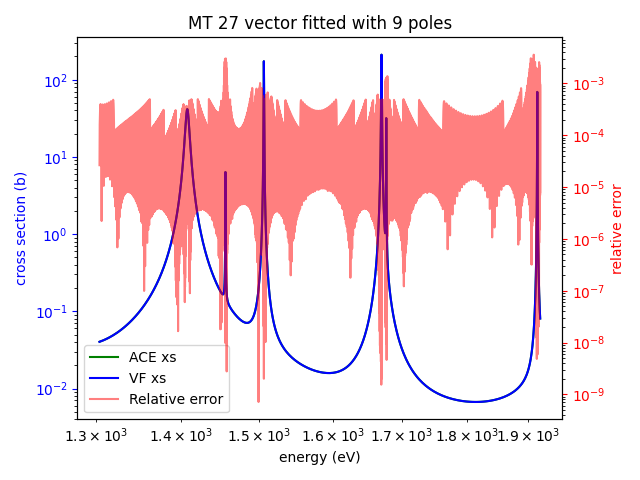 MT 27 vector fitted with 9 poles
10²
10¹
10⁰
10⁻¹
10⁻²
cross section (b)
10⁻³
10⁻⁴
10⁻⁵
10⁻⁶
10⁻⁷
10⁻⁸
10⁻⁹
relative error
ACE xs
VF xs
Relative error
1.3 × 10³ 1.4 × 10³ 1.5 × 10³ 1.6 × 10³ 1.7 × 10³ 1.8 × 10³ 1.9 × 10³
energy (eV)